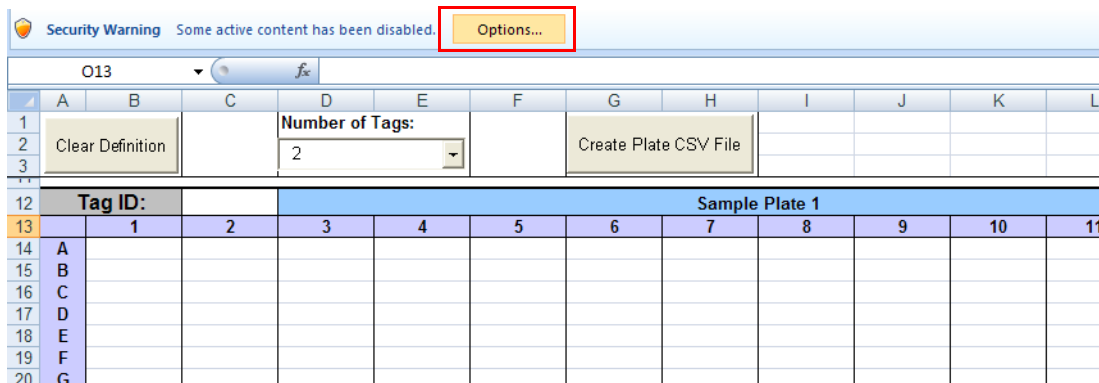 Security Warning Some active content has been disabled. Options...
O13 fx
A B C D E F G H I J K L
1 Number of Tags:
2 Clear Definition 2 Create Plate CSV File
3
12 Tag ID: Sample Plate 1
13 1 2 3 4 5 6 7 8 9 10 11
14 A
15 B
16 C
17 D
18 E
19 F
20 G